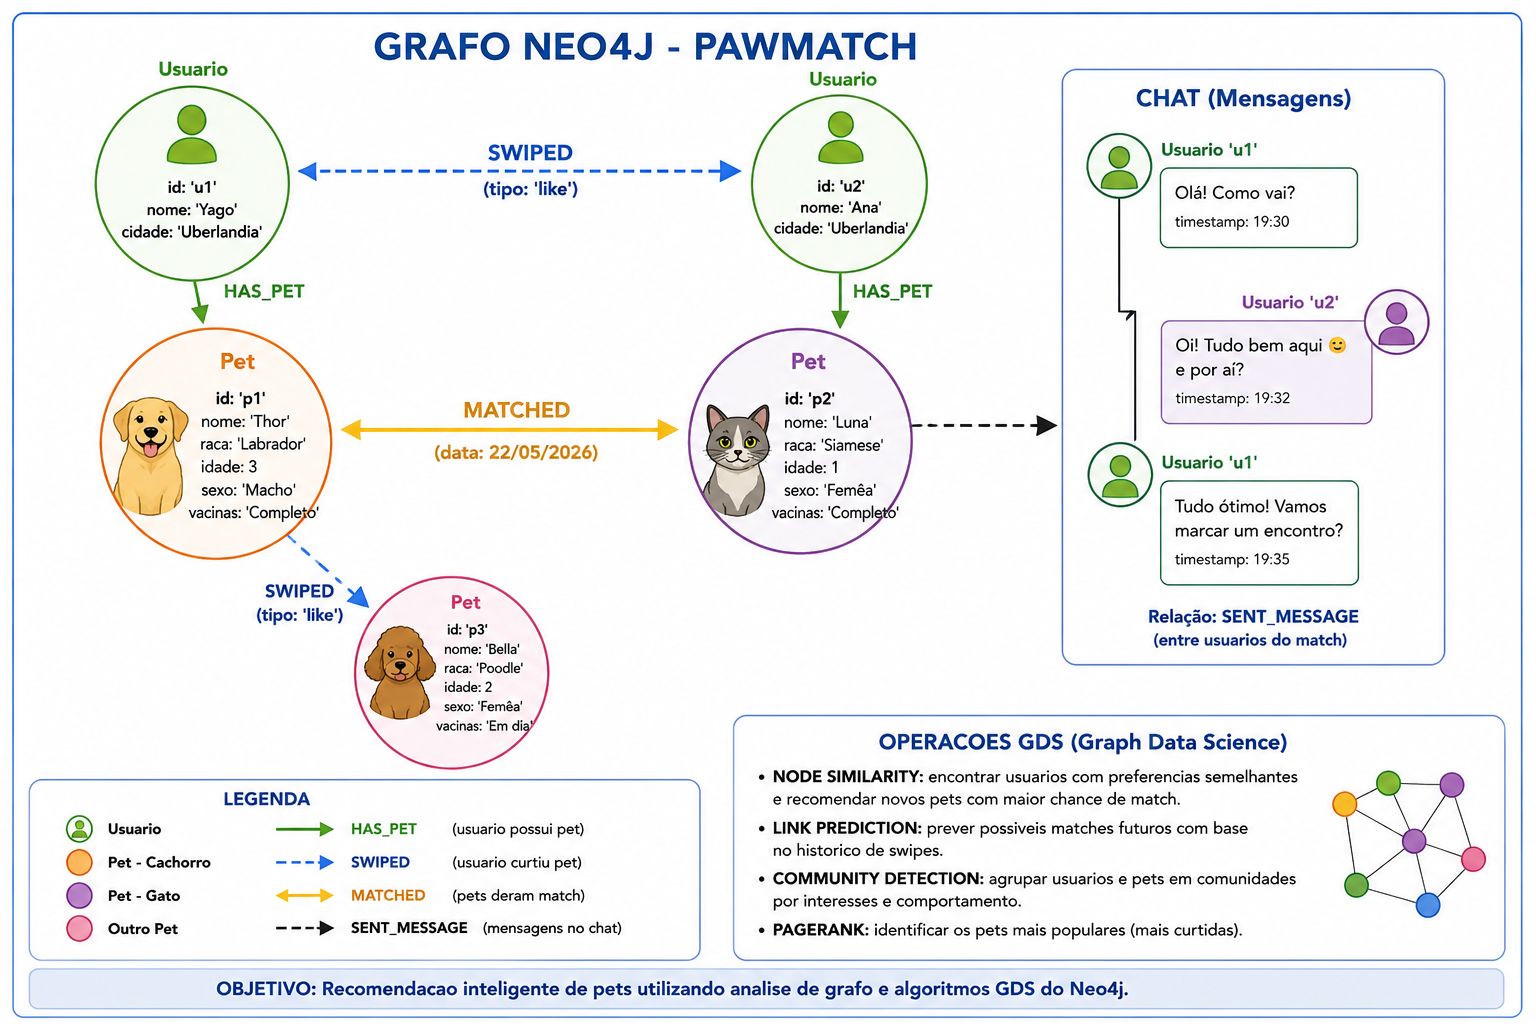 GRAFO NEO4J - PAWMATCH
Usuario
id: 'u1'
nome: 'Yago'
cidade: 'Uberlandia'
SWIPED
(tipo: 'like')
Usuario
id: 'u2'
nome: 'Ana'
cidade: 'Uberlandia'
HAS_PET
HAS_PET
Pet
id: 'p1'
nome: 'Thor'
raca: 'Labrador'
idade: 3
sexo: 'Macho'
vacinas: 'Completo'
MATCHED
(data: 22/05/2026)
Pet
id: 'p2'
nome: 'Luna'
raca: 'Siamese'
idade: 1
sexo: 'Femêa'
vacinas: 'Completo'
SWIPED
(tipo: 'like')
Pet
id: 'p3'
nome: 'Bella'
raca: 'Poodle'
idade: 2
sexo: 'Femêa'
vacinas: 'Em dia'
CHAT (Mensagens)
Usuario 'u1'
Olá! Como vai?
timestamp: 19:30
Usuario 'u2'
Oi! Tudo bem aqui 😉
e por aí?
timestamp: 19:32
Usuario 'u1'
Tudo ótimo! Vamos
marcar um encontro?
timestamp: 19:35
Relação: SENT_MESSAGE
(entre usuarios do match)
LEGENDA
Usuario
HAS_PET (usuario possui pet)
Pet - Cachorro
SWIPED (usuario curtiu pet)
Pet - Gato
MATCHED (pets deram match)
Outro Pet
SENT_MESSAGE (mensagens no chat)
OPERACOES GDS (Graph Data Science)
• NODE SIMILARITY: encontrar usuarios com preferencias semelhantes
e recomendar novos pets com maior chance de match.
• LINK PREDICTION: prever possiveis matches futuros com base
no historico de swipes.
• COMMUNITY DETECTION: agrupar usuarios e pets em comunidades
por interesses e comportamento.
• PAGERANK: identificar os pets mais populares (mais curtidas).
OBJETIVO: Recomendacao inteligente de pets utilizando analise de grafo e algoritmos GDS do Neo4j.